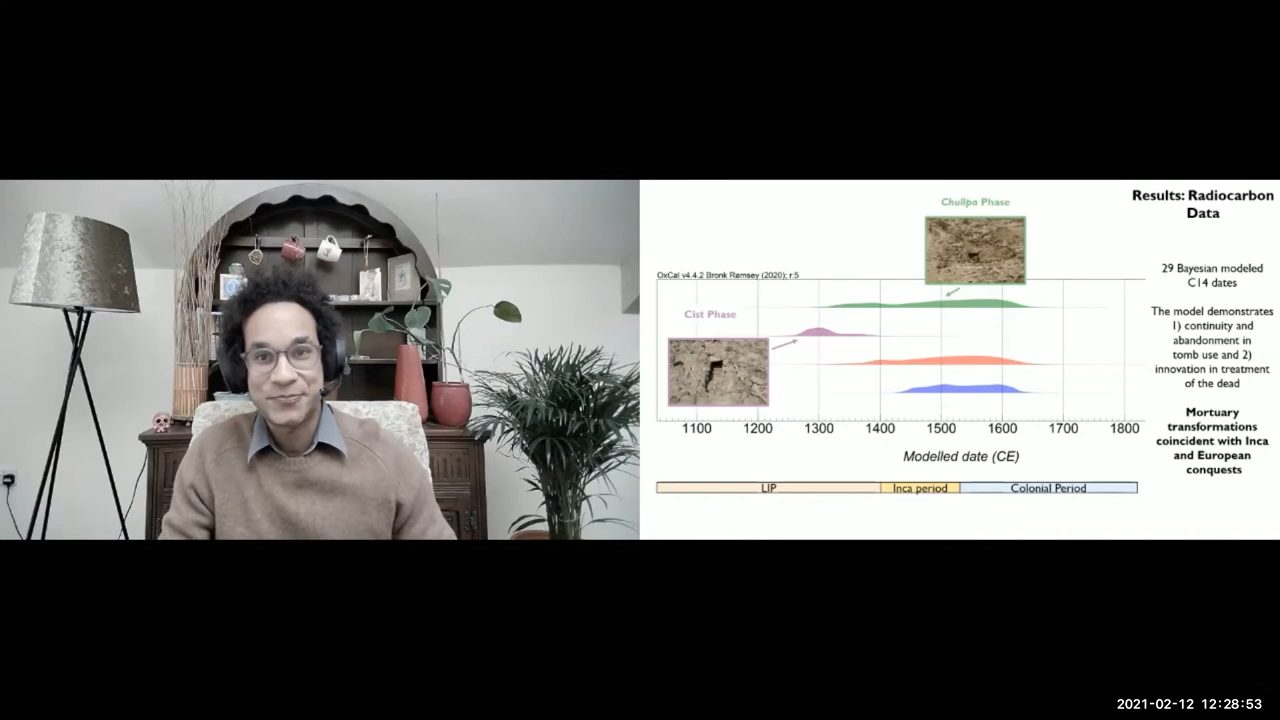 Results: Radiocarbon
Data
Chullpa Phase
29 Bayesian modeled
C14 dates
OxCal v4.4.2 Bronk Ramsey (2020); r:5
The model demonstrates
1) continuity and
abandonment in
tomb use and 2)
innovation in treatment
of the dead
Cist Phase
Mortuary
transformations
coincident with Inca
and European
conquests
1100 1200 1300 1400 1500 1600 1700 1800
Modelled date (CE)
LIP Inca period Colonial Period
2021-02-12 12:28:53